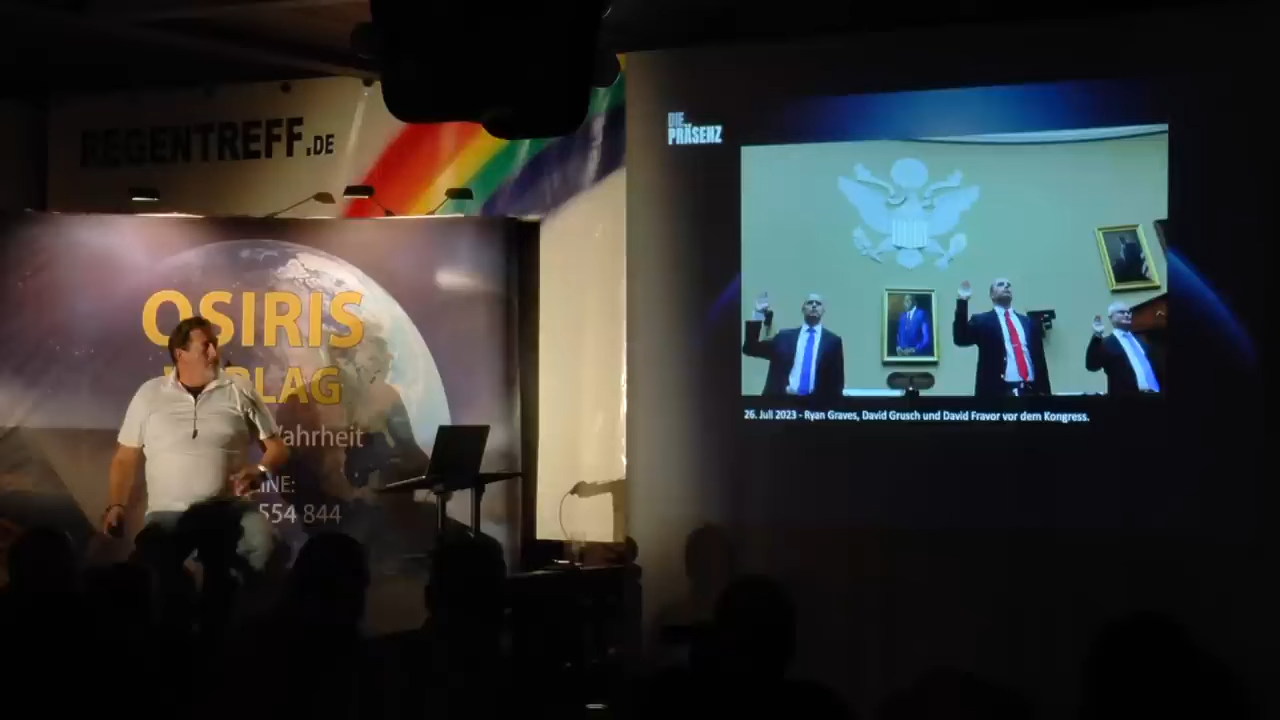 REGENTREFF.DE
OSIRIS
LAG
Wahrheit
INE:
554 844
DIE
PRÄSENZ
26. Juli 2023 - Ryan Graves, David Grusch und David Fravor vor dem Kongress.